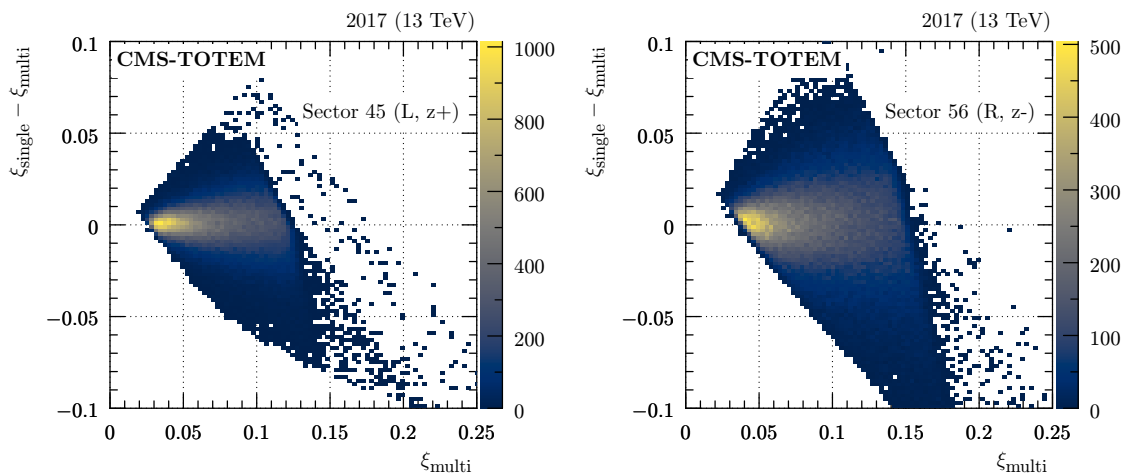 2017 (13 TeV)
CMS-TOTEM
Sector 45 (L, z+)
ξsingle − ξmulti
0.1
0.05
0
−0.05
−0.1
0 0.05 0.1 0.15 0.2 0.25
ξmulti
1000
800
600
400
200
0
2017 (13 TeV)
CMS-TOTEM
Sector 56 (R, z-)
ξsingle − ξmulti
0.1
0.05
0
−0.05
−0.1
0 0.05 0.1 0.15 0.2 0.25
ξmulti
500
400
300
200
100
0